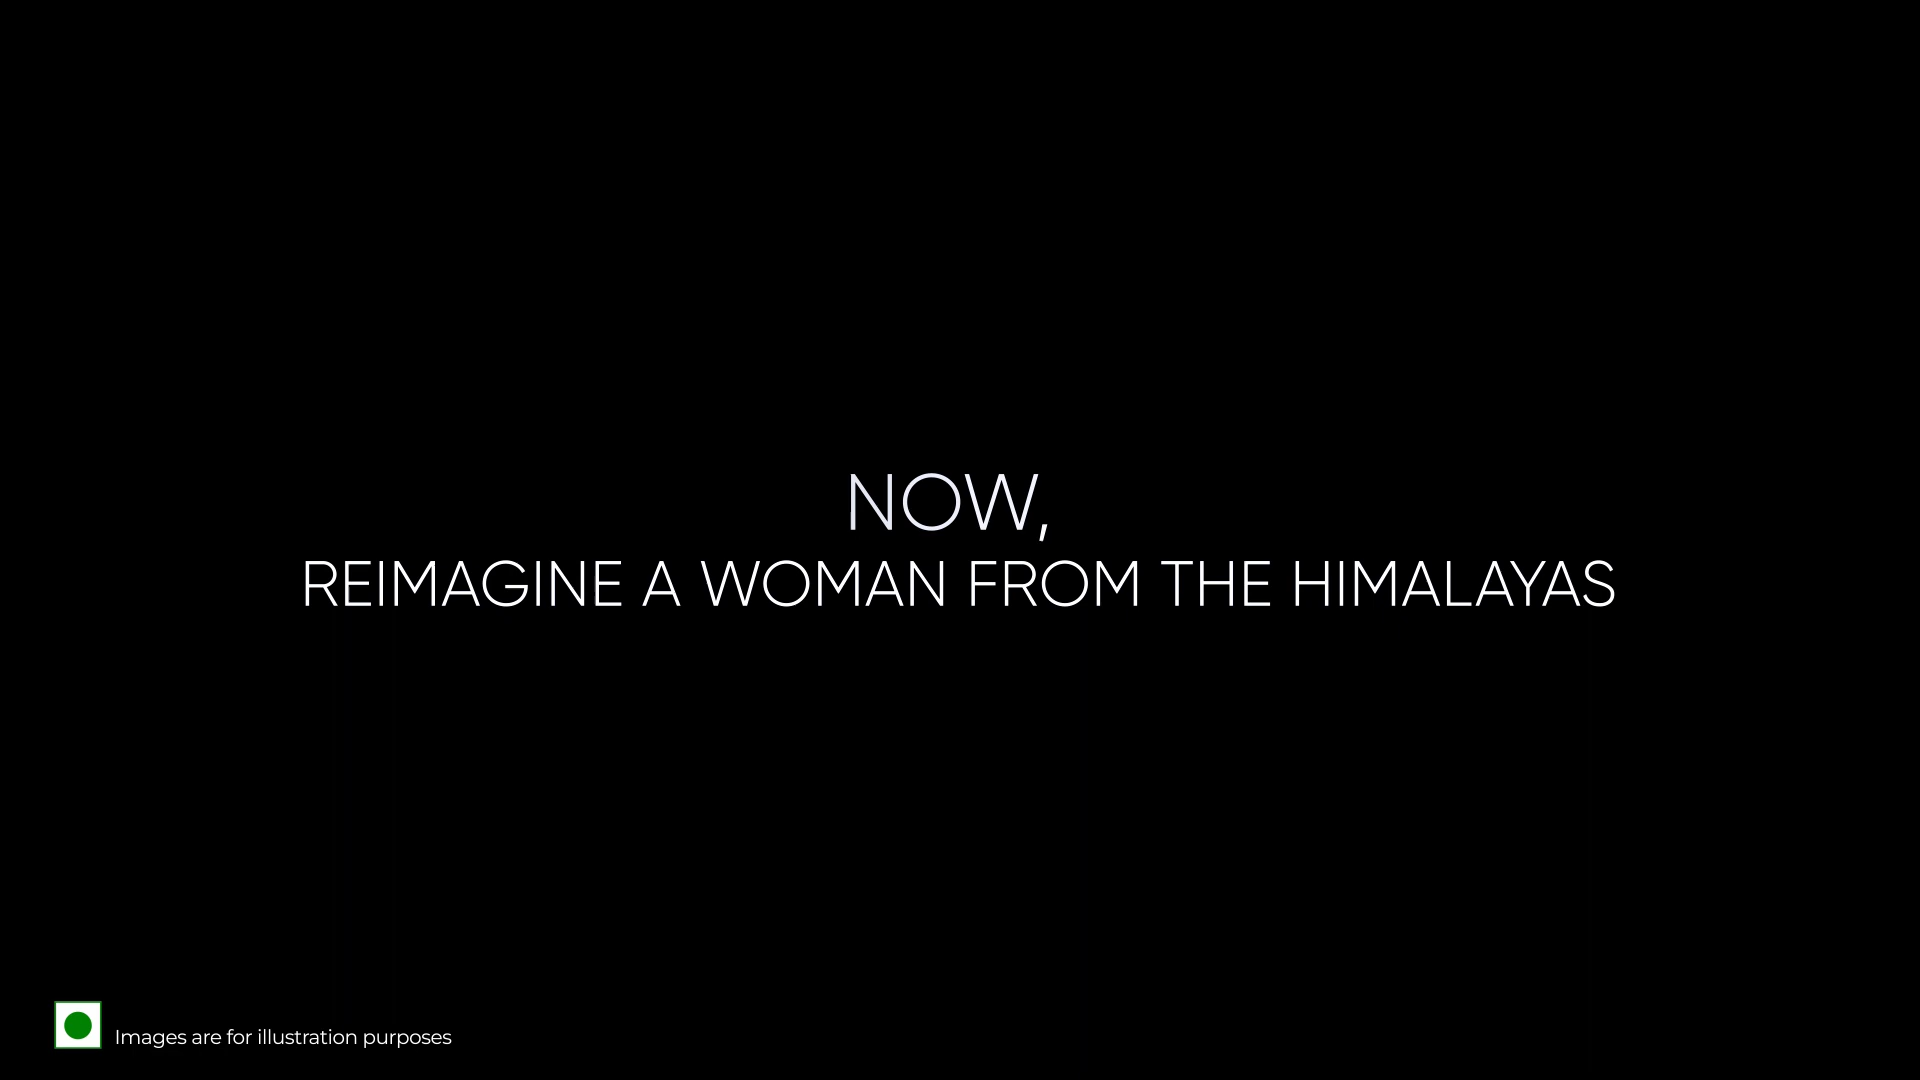 NOW,
REIMAGINE A WOMAN FROM THE HIMALAYAS
Images are for illustration purposes